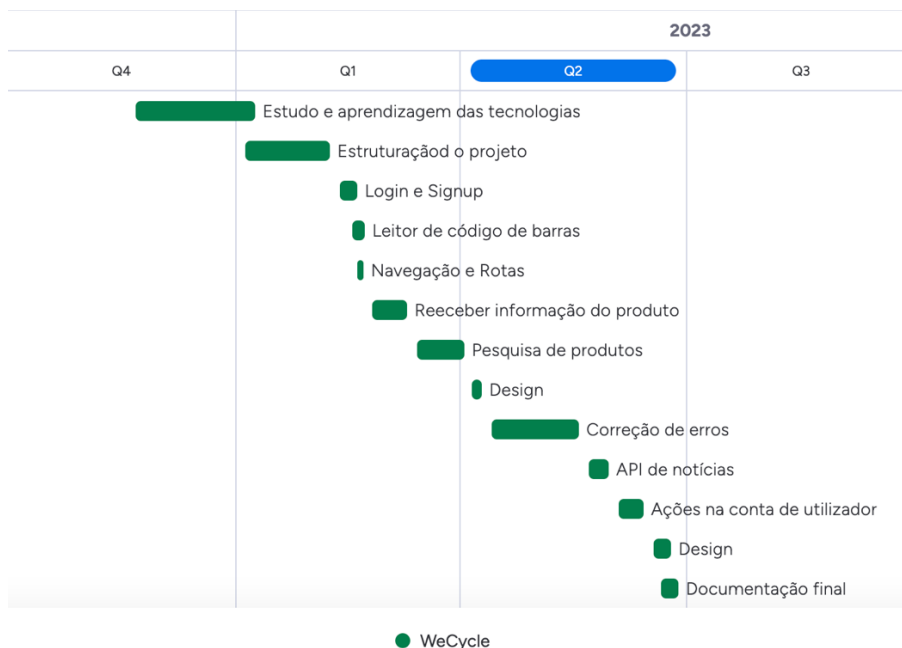 2023
Q4 Q1 Q2 Q3
Estudo e aprendizagem das tecnologias
Estruturaçãod o projeto
Login e Signup
Leitor de código de barras
Navegação e Rotas
Reeceber informação do produto
Pesquisa de produtos
Design
Correção de erros
API de notícias
Ações na conta de utilizador
Design
Documentação final
WeCycle